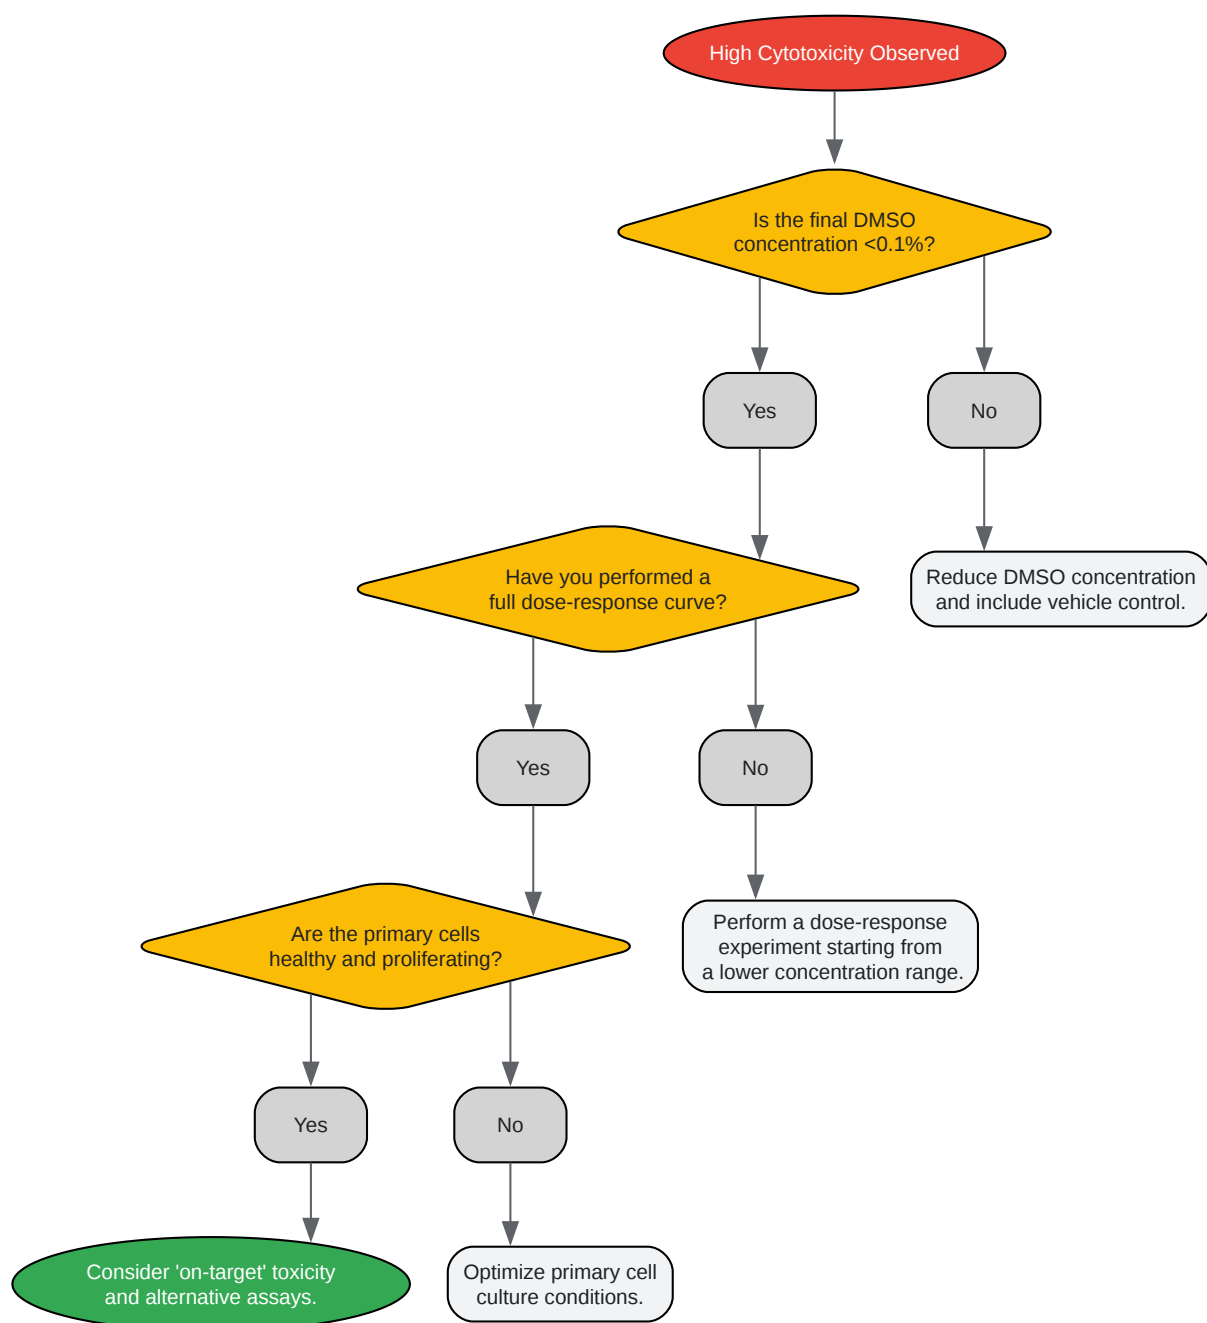 High Cytotoxicity Observed
Is the final DMSO
concentration <0.1%?
Yes
No
Have you performed a
full dose-response curve?
Reduce DMSO concentration
and include vehicle control.
Yes
No
Are the primary cells
healthy and proliferating?
Perform a dose-response
experiment starting from
a lower concentration range.
Yes
No
Consider 'on-target' toxicity
and alternative assays.
Optimize primary cell
culture conditions.